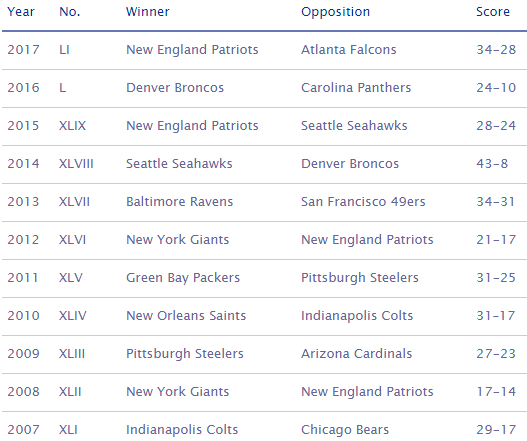 Year No. Winner Opposition Score
2017 LI New England Patriots Atlanta Falcons 34–28
2016 L Denver Broncos Carolina Panthers 24–10
2015 XLIX New England Patriots Seattle Seahawks 28–24
2014 XLVIII Seattle Seahawks Denver Broncos 43–8
2013 XLVII Baltimore Ravens San Francisco 49ers 34–31
2012 XLVI New York Giants New England Patriots 21–17
2011 XLV Green Bay Packers Pittsburgh Steelers 31–25
2010 XLIV New Orleans Saints Indianapolis Colts 31–17
2009 XLIII Pittsburgh Steelers Arizona Cardinals 27–23
2008 XLII New York Giants New England Patriots 17–14
2007 XLI Indianapolis Colts Chicago Bears 29–17